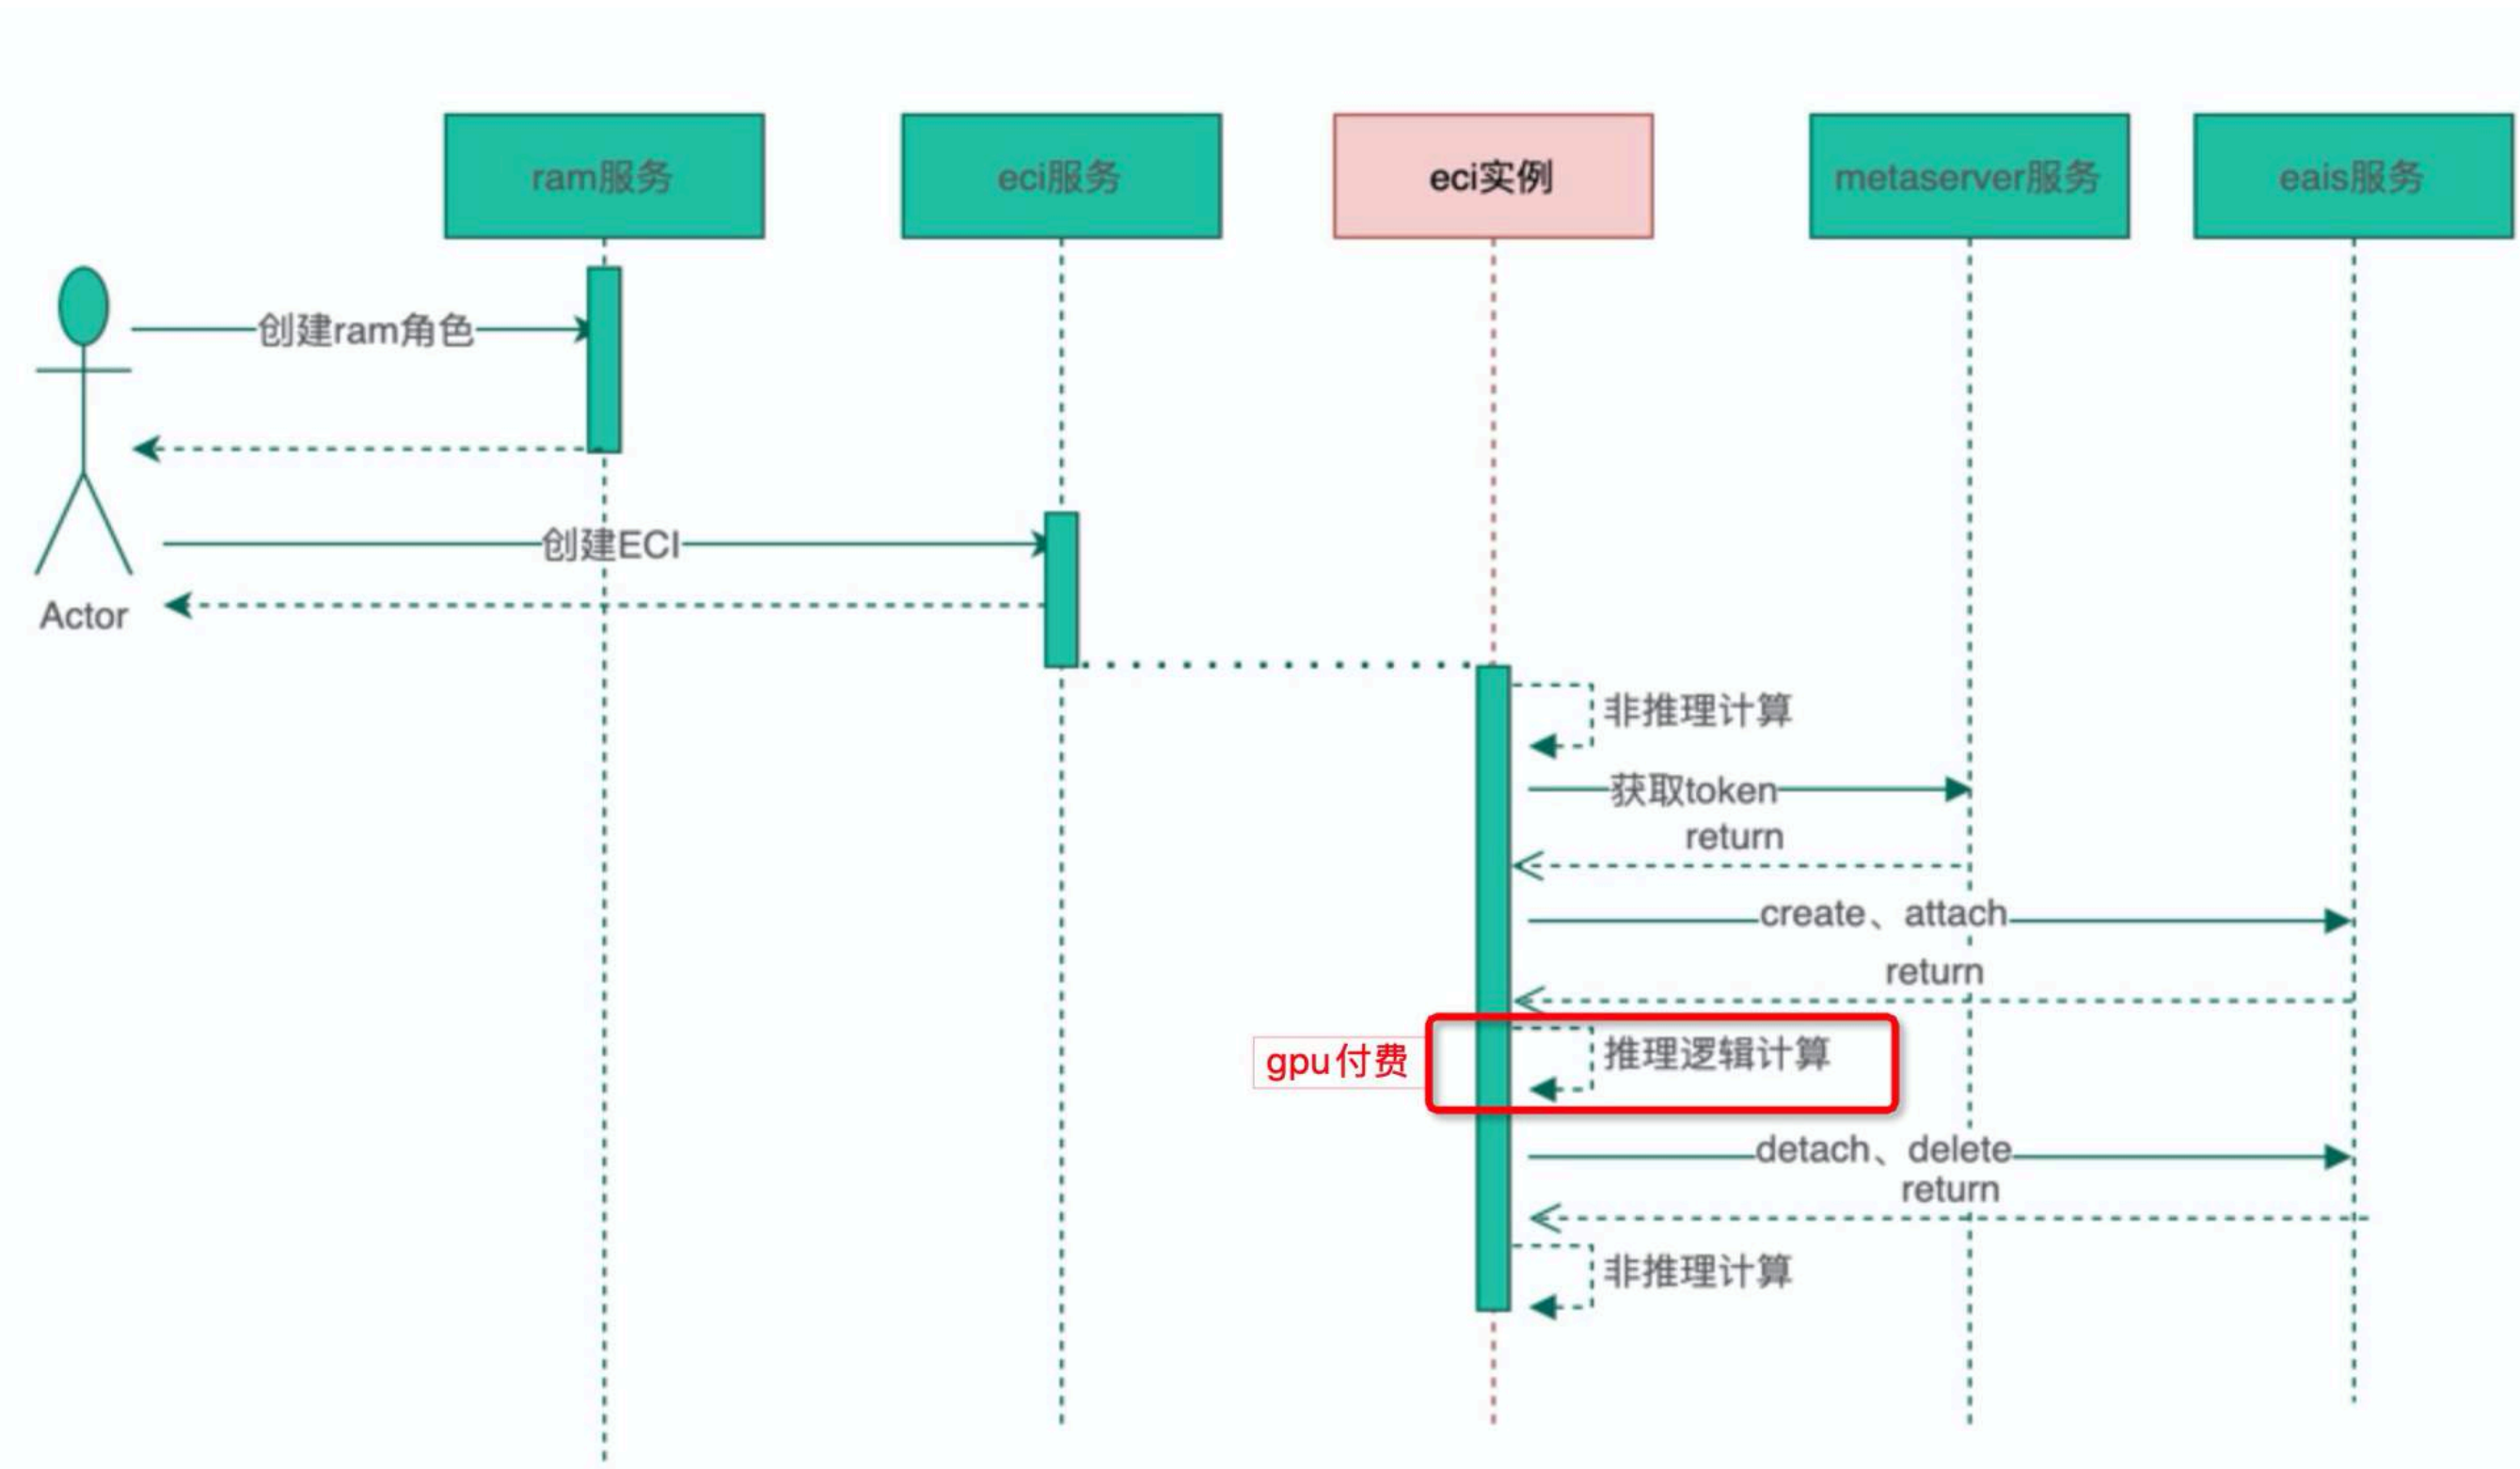 ram服务
eci服务
eci实例
metaserver服务
eais服务
创建ram角色
创建ECI
Actor
非推理计算
获取token
return
create、attach
return
gpu付费
推理逻辑计算
detach、delete
return
非推理计算